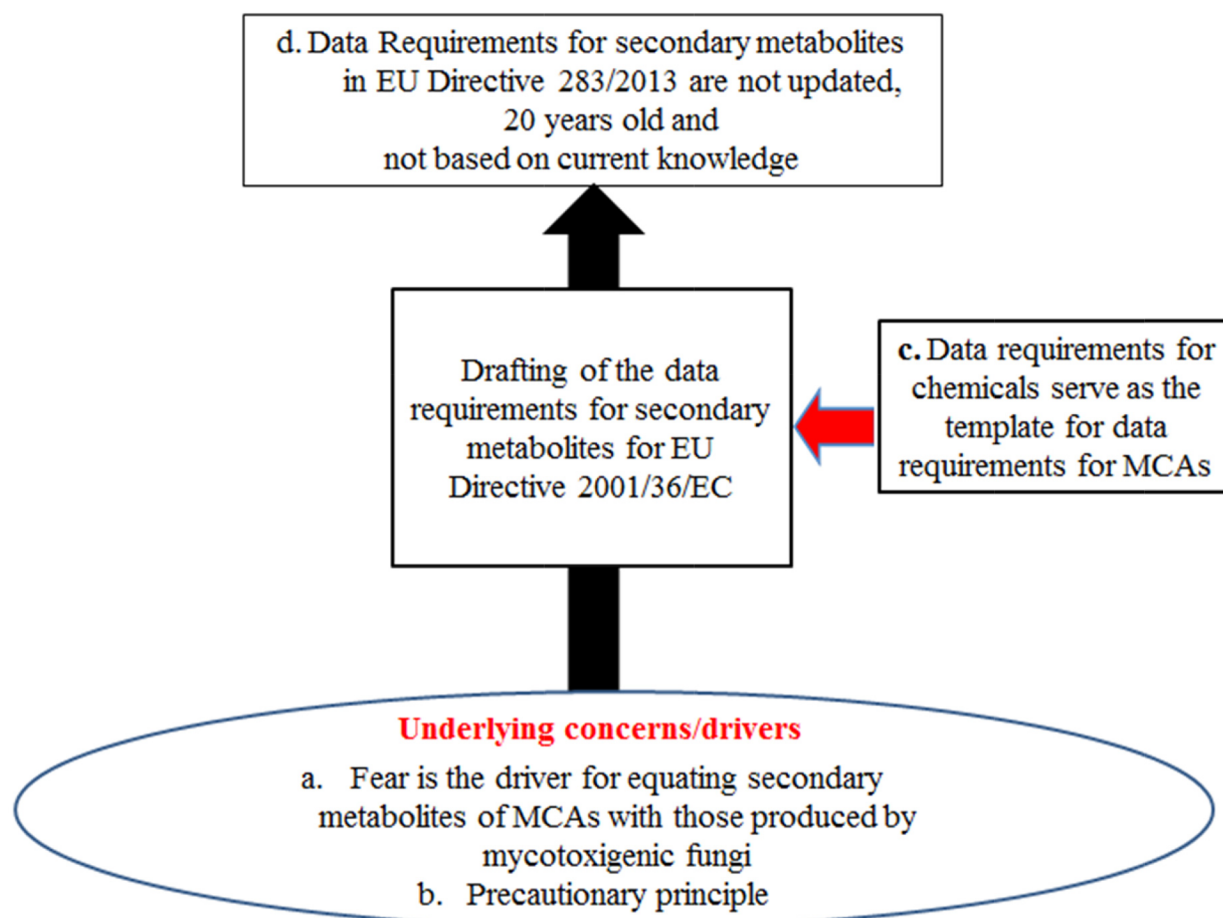 d. Data Requirements for secondary metabolites
in EU Directive 283/2013 are not updated,
20 years old and
not based on current knowledge
Drafting of the data
requirements for secondary
metabolites for EU
Directive 2001/36/EC
c. Data requirements for
chemicals serve as the
template for data
requirements for MCAs
Underlying concerns/drivers
a. Fear is the driver for equating secondary
metabolites of MCAs with those produced by
mycotoxigenic fungi
b. Precautionary principle